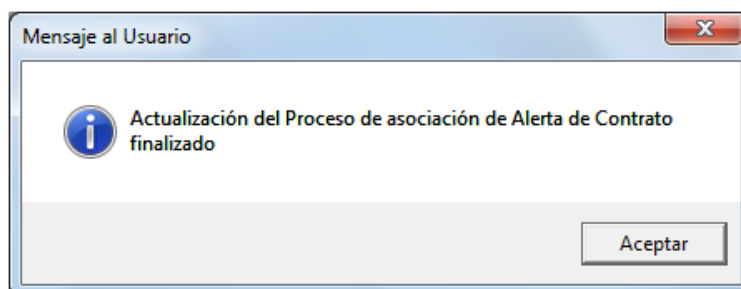 Mensaje al Usuario
Actualización del Proceso de asociación de Alerta de Contrato
finalizado
Aceptar